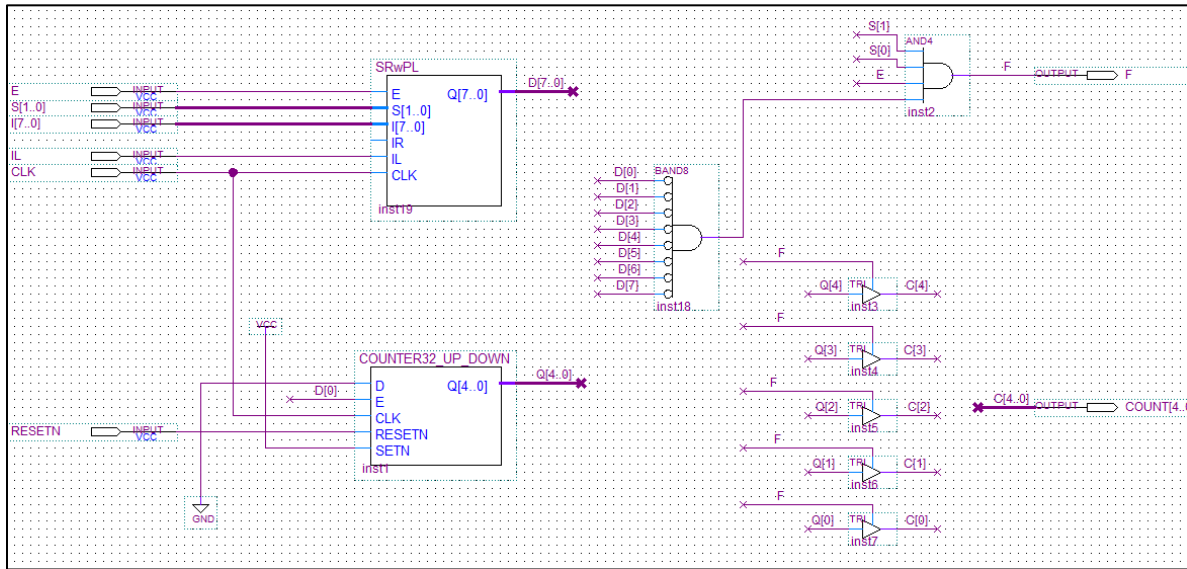 E INPUT VCC
S[1..0] INPUT VCC
I[7..0] INPUT VCC
IL INPUT VCC
CLK INPUT VCC
SRwPL
E Q[7..0]
S[1..0]
I[7..0]
IR
IL
CLK
inst19
D[7..0]
S[1]
S[0]
E
AND4
inst2
F
OUTPUT F
BAND8
D[0]
D[1]
D[2]
D[3]
D[4]
D[5]
D[6]
D[7]
inst18
VCC
COUNTER32_UP_DOWN
D Q[4..0]
E
CLK
RESETN
SETN
inst1
D[0]
Q[4..0]
RESETN INPUT VCC
GND
F
Q[4] TRI C[4]
inst3
F
Q[3] TRI C[3]
inst4
F
Q[2] TRI C[2]
inst5
F
Q[1] TRI C[1]
inst6
F
Q[0] TRI C[0]
inst7
C[4..0] OUTPUT